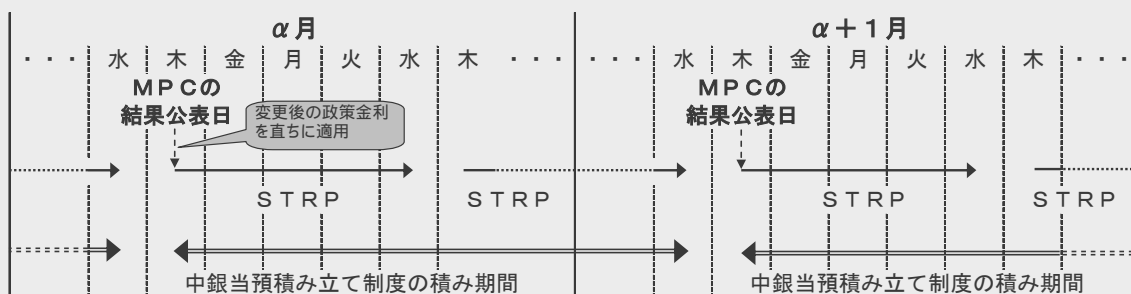 α月 α+1月
・・・ 水 木 金 月 火 水 木 ・・・ ・・・ 水 木 金 月 火 水 木 ・・・
MPCの MPCの
結果公表日 結果公表日
変更後の政策金利
を直ちに適用
STRP STRP STRP STRP
中銀当預積み立て制度の積み期間 中銀当預積み立て制度の積み期間